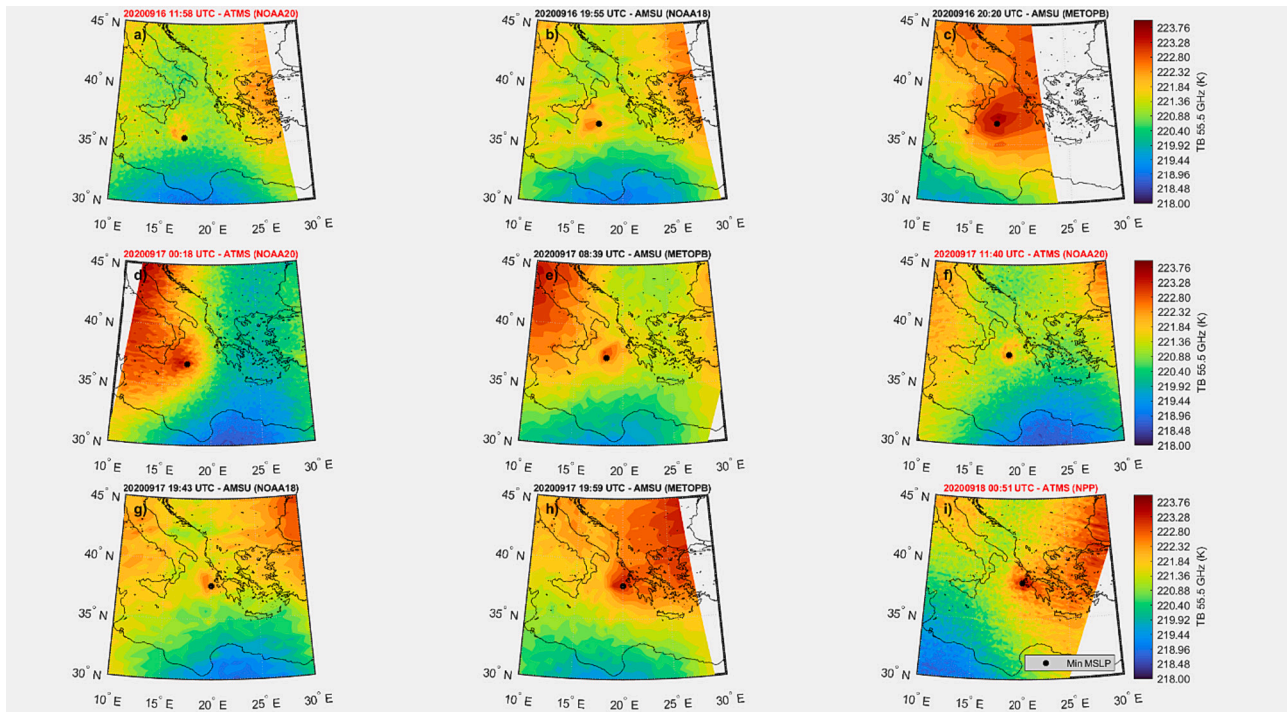 20200916 11:58 UTC - ATMS (NOAA20)
20200916 19:55 UTC - AMSU (NOAA18)
20200916 20:20 UTC - AMSU (METOPB)
a)
b)
c)
45° N
40° N
35° N
30° N
10° E 15° E 20° E 25° E 30° E
45° N
40° N
35° N
30° N
10° E 15° E 20° E 25° E 30° E
45° N
40° N
35° N
30° N
10° E 15° E 20° E 25° E 30° E
223.76
223.28
222.80
222.32
221.84
221.36
220.88
220.40
219.92
219.44
218.96
218.48
218.00
TB 55.5 GHz (K)
20200917 00:18 UTC - ATMS (NOAA20)
20200917 08:39 UTC - AMSU (METOPB)
20200917 11:40 UTC - ATMS (NOAA20)
d)
e)
f)
45° N
40° N
35° N
30° N
10° E 15° E 20° E 25° E 30° E
45° N
40° N
35° N
30° N
10° E 15° E 20° E 25° E 30° E
45° N
40° N
35° N
30° N
10° E 15° E 20° E 25° E 30° E
223.76
223.28
222.80
222.32
221.84
221.36
220.88
220.40
219.92
219.44
218.96
218.48
218.00
TB 55.5 GHz (K)
20200917 19:43 UTC - AMSU (NOAA18)
20200917 19:59 UTC - AMSU (METOPB)
20200918 00:51 UTC - ATMS (NPP)
g)
h)
i)
45° N
40° N
35° N
30° N
10° E 15° E 20° E 25° E 30° E
45° N
40° N
35° N
30° N
10° E 15° E 20° E 25° E 30° E
45° N
40° N
35° N
30° N
10° E 15° E 20° E 25° E 30° E
Min MSLP
223.76
223.28
222.80
222.32
221.84
221.36
220.88
220.40
219.92
219.44
218.96
218.48
218.00
TB 55.5 GHz (K)